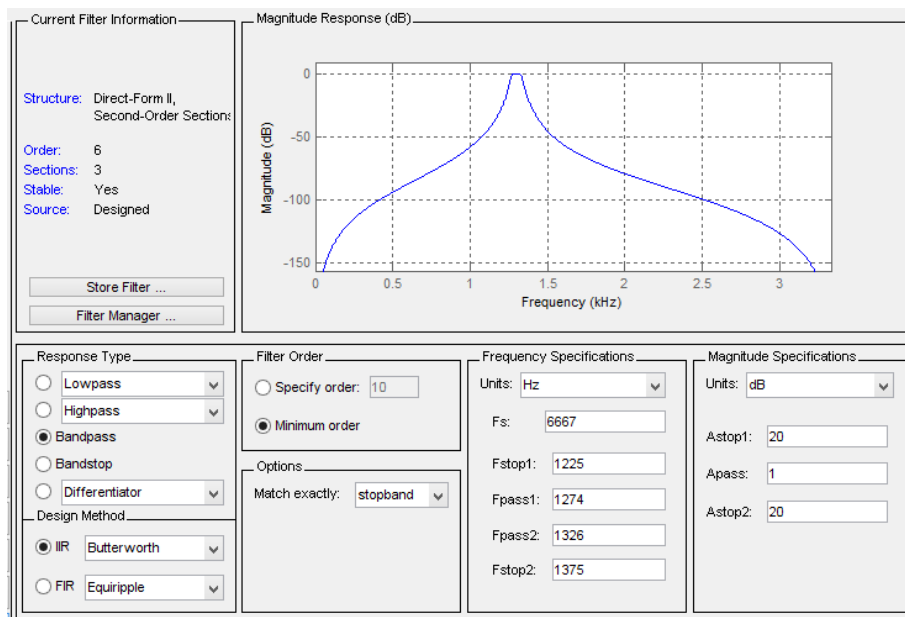 Current Filter Information
Structure: Direct-Form II,
Second-Order Sections
Order: 6
Sections: 3
Stable: Yes
Source: Designed
Store Filter ...
Filter Manager ...
Magnitude Response (dB)
Magnitude (dB)
0
-50
-100
-150
0 0.5 1 1.5 2 2.5 3
Frequency (kHz)
Response Type
Lowpass
Highpass
Bandpass
Bandstop
Differentiator
Design Method
IIR Butterworth
FIR Equiripple
Filter Order
Specify order: 10
Minimum order
Options
Match exactly: stopband
Frequency Specifications
Units: Hz
Fs: 6667
Fstop1: 1225
Fpass1: 1274
Fpass2: 1326
Fstop2: 1375
Magnitude Specifications
Units: dB
Astop1: 20
Apass: 1
Astop2: 20